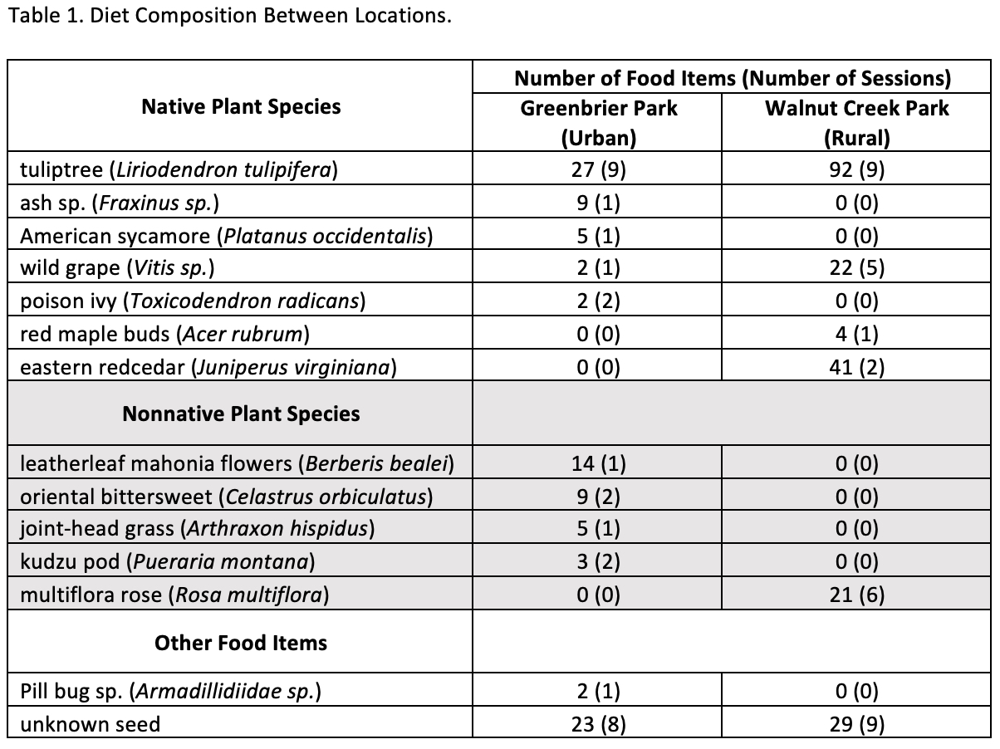 Table 1. Diet Composition Between Locations.
Native Plant Species
Number of Food Items (Number of Sessions)
Greenbrier Park
(Urban)
Walnut Creek Park
(Rural)
tuliptree (Liriodendron tulipifera) 27 (9) 92 (9)
ash sp. (Fraxinus sp.) 9 (1) 0 (0)
American sycamore (Platanus occidentalis) 5 (1) 0 (0)
wild grape (Vitis sp.) 2 (1) 22 (5)
poison ivy (Toxicodendron radicans) 2 (2) 0 (0)
red maple buds (Acer rubrum) 0 (0) 4 (1)
eastern redcedar (Juniperus virginiana) 0 (0) 41 (2)
Nonnative Plant Species
leatherleaf mahonia flowers (Berberis bealei) 14 (1) 0 (0)
oriental bittersweet (Celastrus orbiculatus) 9 (2) 0 (0)
joint-head grass (Arthraxon hispidus) 5 (1) 0 (0)
kudzu pod (Pueraria montana) 3 (2) 0 (0)
multiflora rose (Rosa multiflora) 0 (0) 21 (6)
Other Food Items
Pill bug sp. (Armadillidiidae sp.) 2 (1) 0 (0)
unknown seed 23 (8) 29 (9)